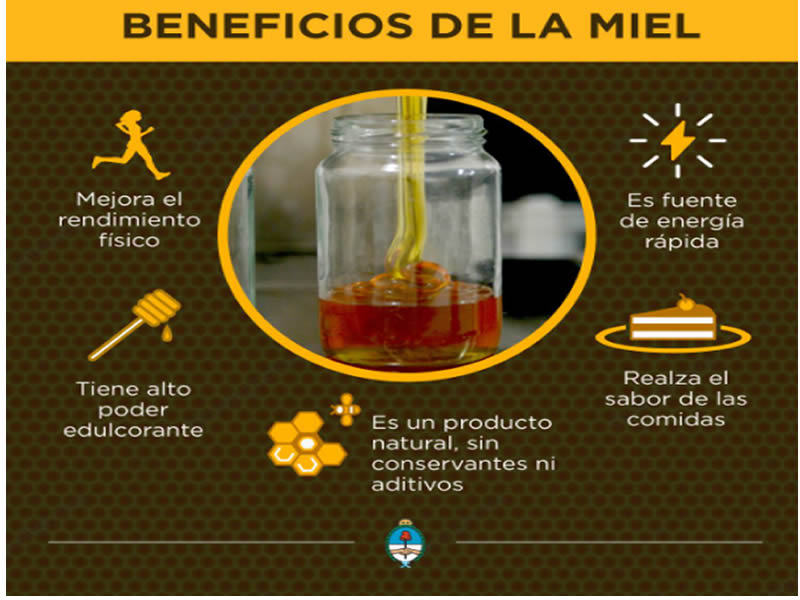 BENEFICIOS DE LA MIEL
Mejora el
rendimiento
físico
Es fuente
de energía
rápida
Tiene alto
poder
edulcorante
Realza el
sabor de las
comidas
Es un producto
natural, sin
conservantes ni
aditivos